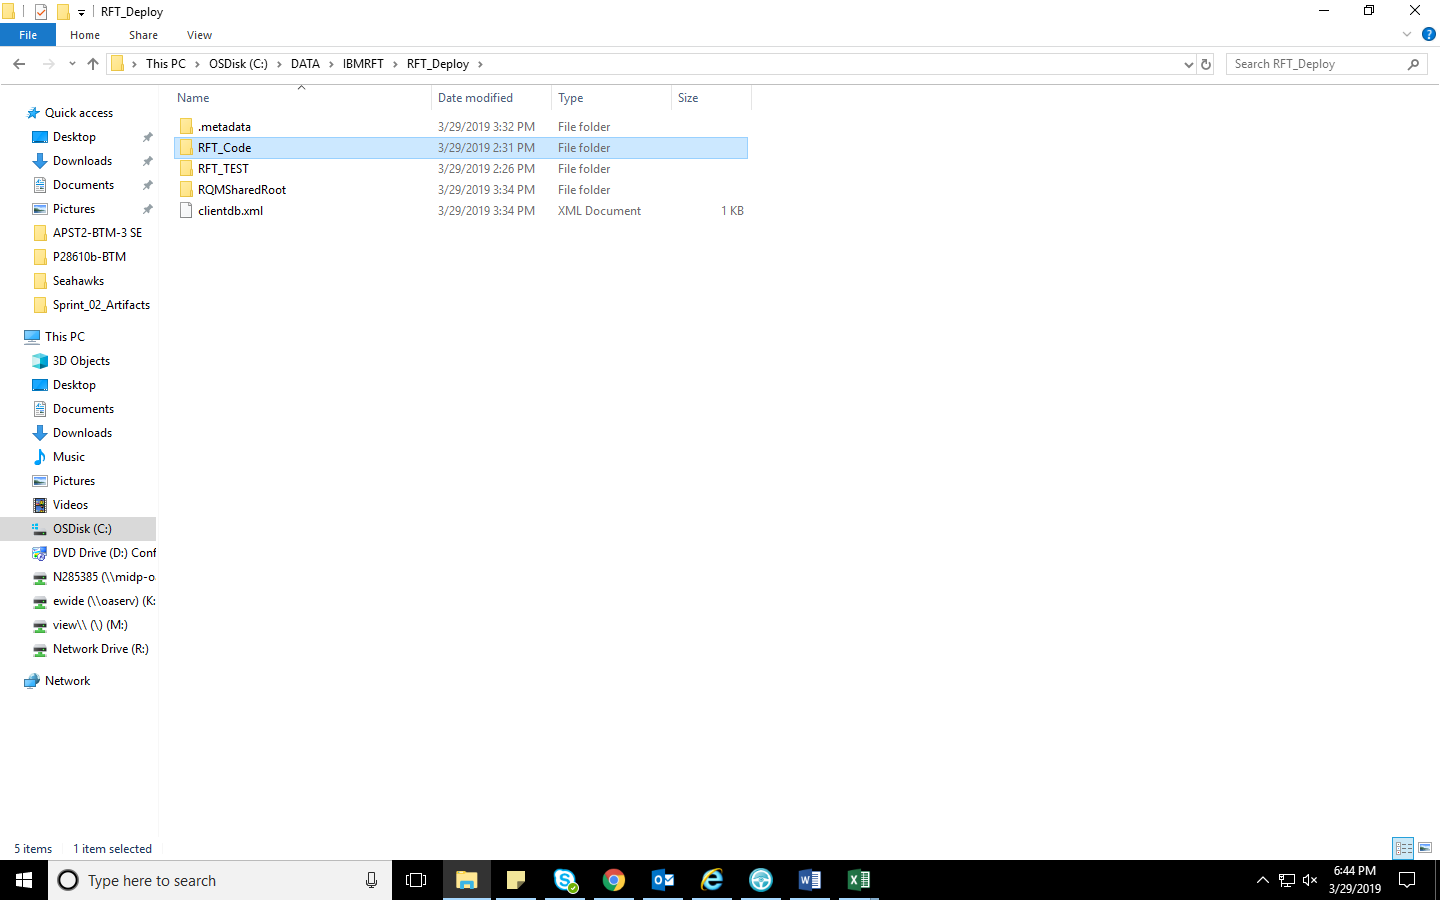 RFT_Deploy
File Home Share View
This PC OSDisk (C:) DATA IBMRFT RFT_Deploy Search RFT_Deploy
Name Date modified Type Size
.metadata 3/29/2019 3:32 PM File folder
RFT_Code 3/29/2019 2:31 PM File folder
RFT_TEST 3/29/2019 2:26 PM File folder
RQMSharedRoot 3/29/2019 3:34 PM File folder
clientdb.xml 3/29/2019 3:34 PM XML Document 1 KB
Quick access
Desktop
Downloads
Documents
Pictures
APST2-BTM-3 SE
P28610b-BTM
Seahawks
Sprint_02_Artifacts
This PC
3D Objects
Desktop
Documents
Downloads
Music
Pictures
Videos
OSDisk (C:)
DVD Drive (D:) Conf
N285385 (\\midp-o
ewide (\\oaserv) (K:
view\\ (\) (M:)
Network Drive (R:)
Network
5 items 1 item selected
Type here to search
6:44 PM
3/29/2019